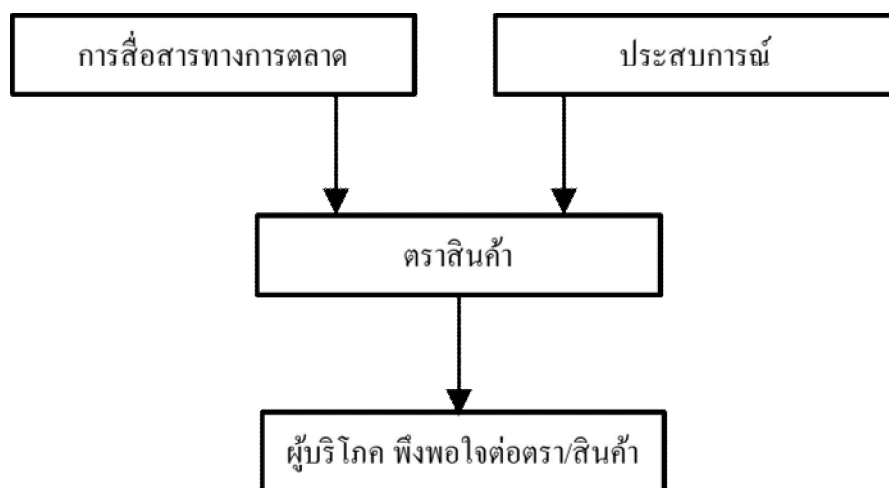 การสื่อสารทางการตลาด
ประสบการณ์
ตราสินค้า
ผู้บริโภค พึงพอใจต่อตรา/สินค้า